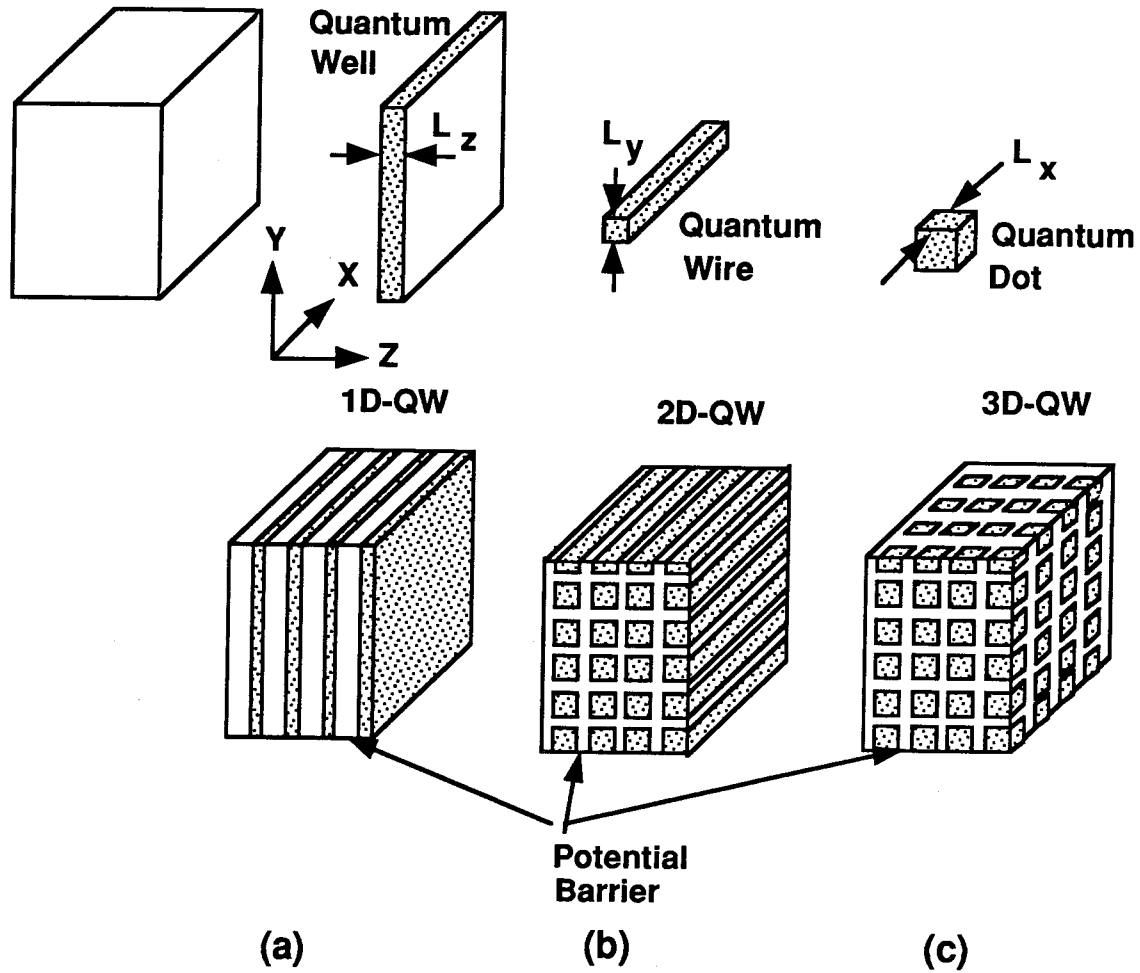 Quantum
Well
L z
L y
L x
Quantum
Wire
Quantum
Dot
Y
X
Z
1D-QW
2D-QW
3D-QW
Potential
Barrier
(a)
(b)
(c)